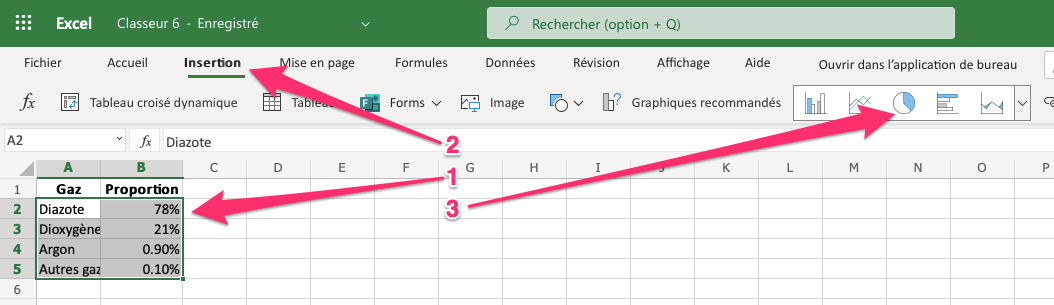 Excel Classeur 6 - Enregistré Rechercher (option + Q)
Fichier Accueil Insertion Mise en page Formules Données Révision Affichage Aide Ouvrir dans l'application de bureau
fx Tableau croisé dynamique Tableau Forms Image Graphiques recommandés
A2 fx Diazote
2
1
3
A B C D E F G H I J K L M N O P
1 Gaz Proportion
2 Diazote 78%
3 Dioxygène 21%
4 Argon 0.90%
5 Autres gaz 0.10%
6